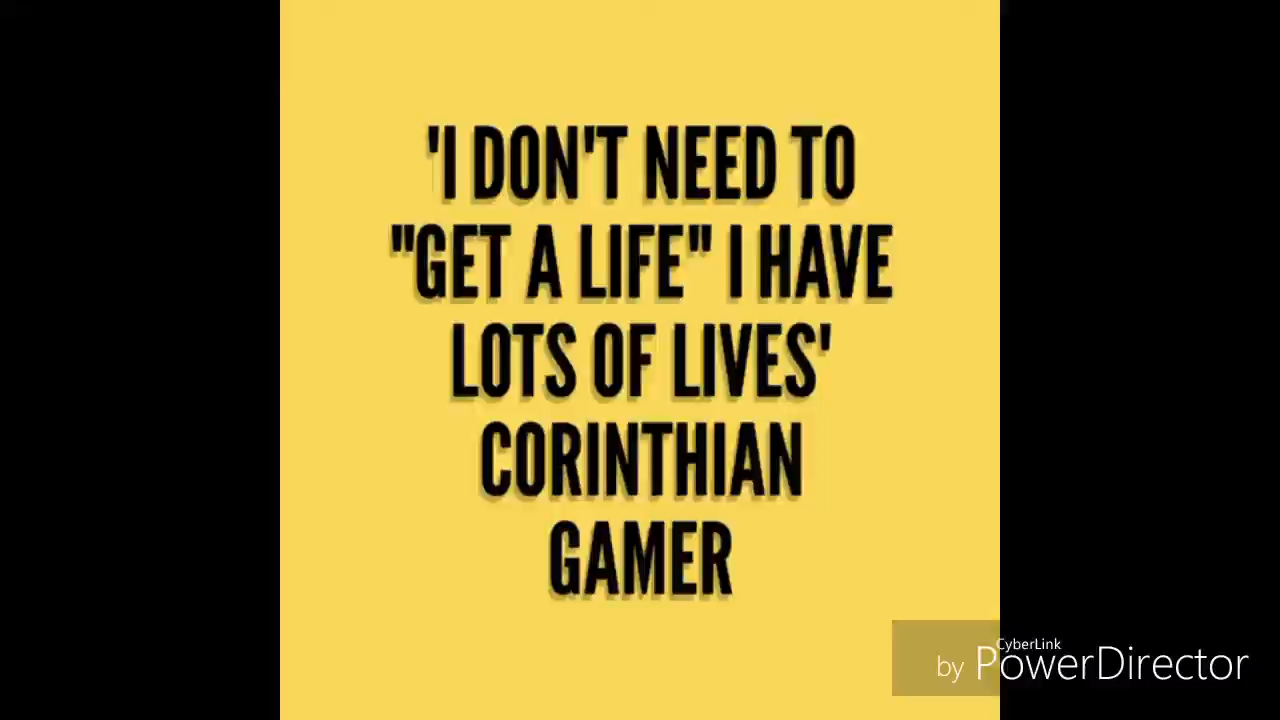 'I DON'T NEED TO
"GET A LIFE" I HAVE
LOTS OF LIVES'
CORINTHIAN
GAMER
CyberLink
by PowerDirector